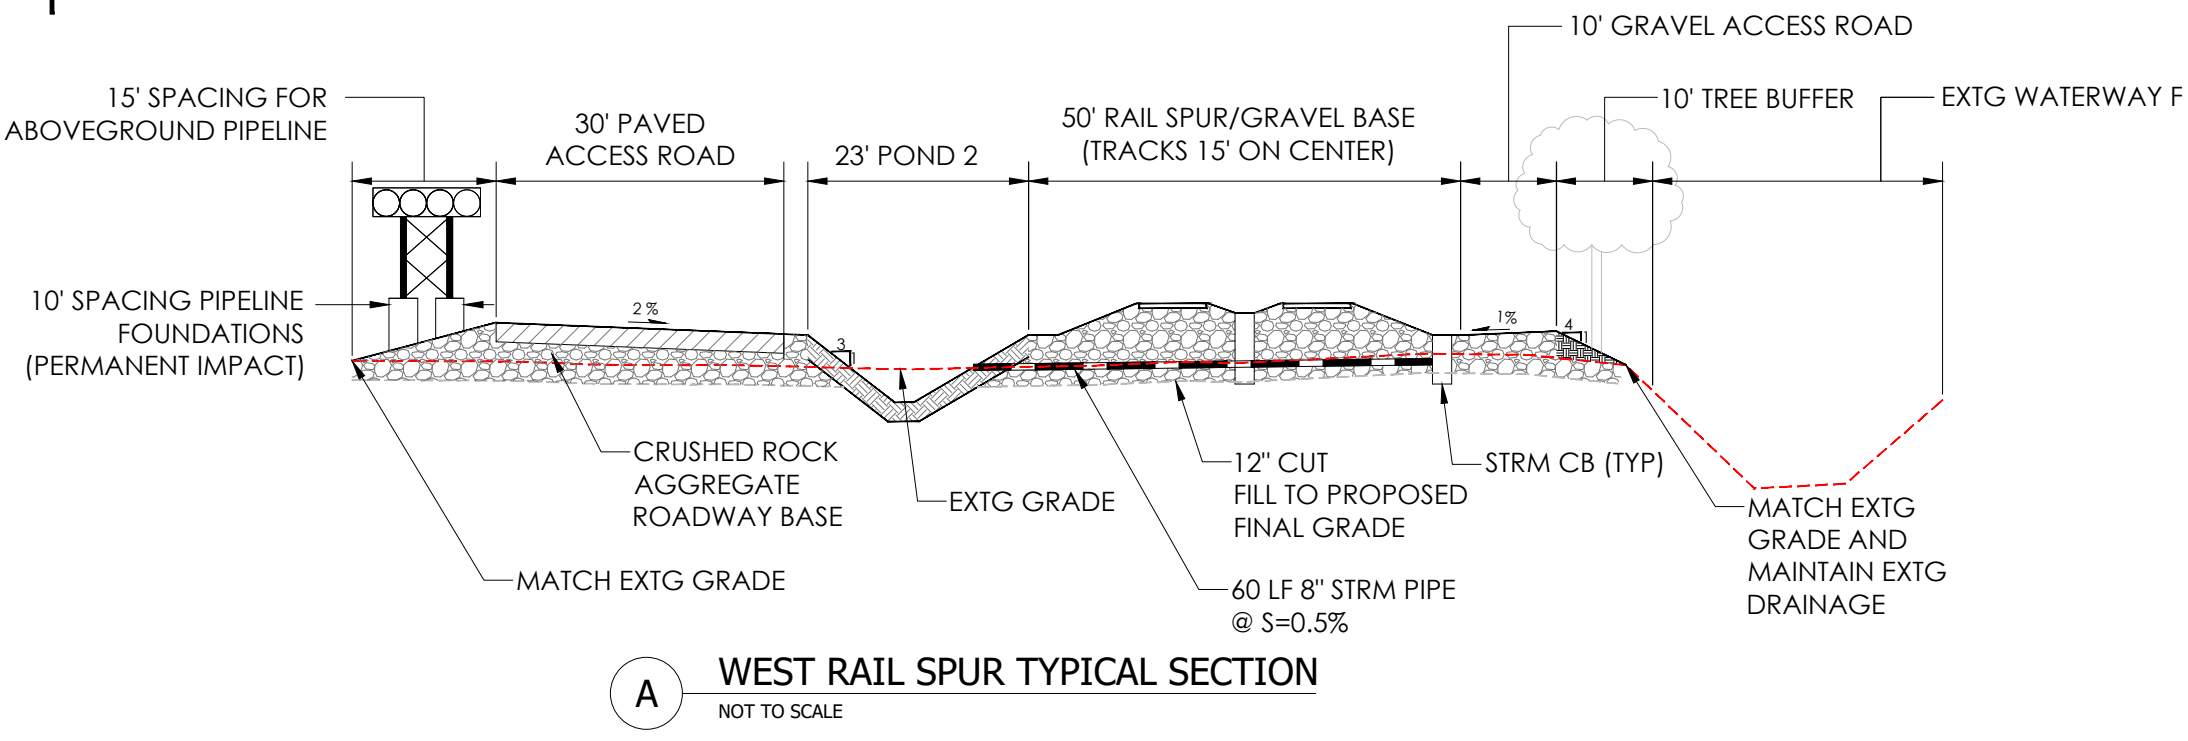 10' GRAVEL ACCESS ROAD
15' SPACING FOR
ABOVEGROUND PIPELINE
30' PAVED
ACCESS ROAD
23' POND 2
50' RAIL SPUR/GRAVEL BASE
(TRACKS 15' ON CENTER)
10' TREE BUFFER
EXTG WATERWAY F
10' SPACING PIPELINE
FOUNDATIONS
(PERMANENT IMPACT)
2%
3
1
1%
4
1
CRUSHED ROCK
AGGREGATE
ROADWAY BASE
EXTG GRADE
12" CUT
FILL TO PROPOSED
FINAL GRADE
STRM CB (TYP)
MATCH EXTG
GRADE AND
MAINTAIN EXTG
DRAINAGE
MATCH EXTG GRADE
60 LF 8" STRM PIPE
@ S=0.5%
A
WEST RAIL SPUR TYPICAL SECTION
NOT TO SCALE